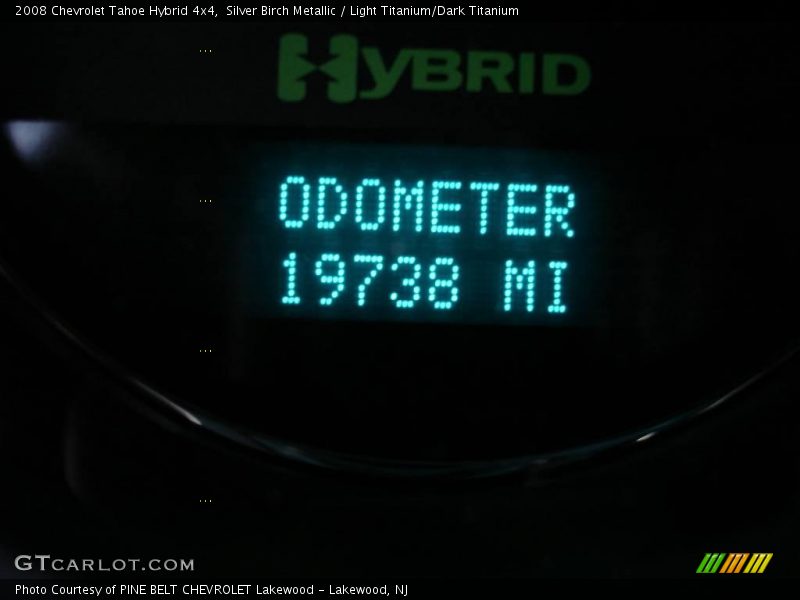 2008 Chevrolet Tahoe Hybrid 4x4,  Silver Birch Metallic / Light Titanium/Dark Titanium
HYBRID
ODOMETER
19738 MI
GTCARLOT.COM
Photo Courtesy of PINE BELT CHEVROLET Lakewood - Lakewood, NJ